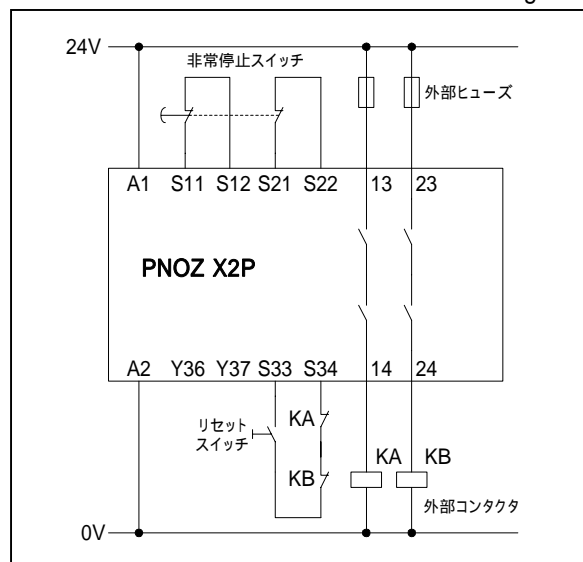 24V
非常停止スイッチ
外部ヒューズ
A1 S11 S12 S21 S22 13 23
PNOZ X2P
A2 Y36 Y37 S33 S34 14 24
リセット
スイッチ
KA
KB
KA KB
外部コンタクタ
0V